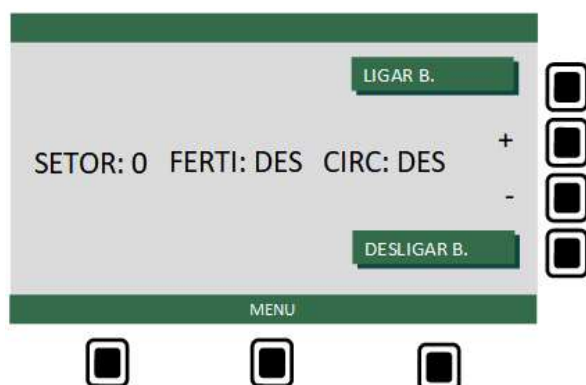 LIGAR B.
+
SETOR: 0 FERTI: DES CIRC: DES
-
DESLIGAR B.
MENU